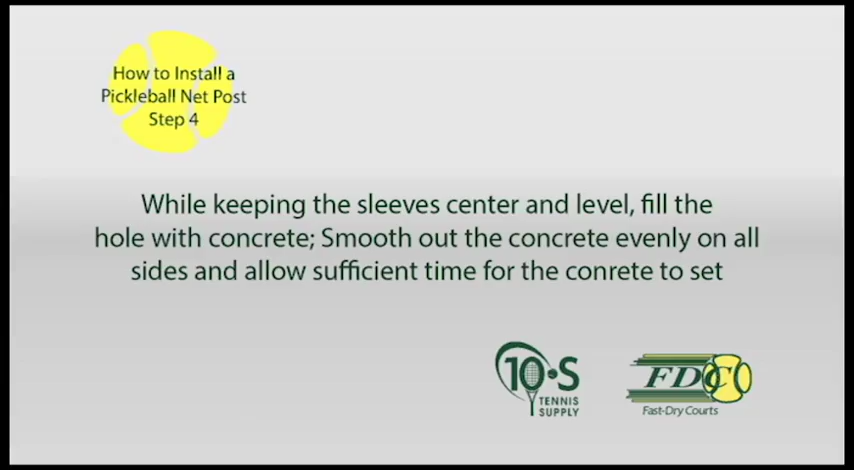 How to Install a
Pickleball Net Post
Step 4
While keeping the sleeves center and level, fill the
hole with concrete; Smooth out the concrete evenly on all
sides and allow sufficient time for the conrete to set
10•S
TENNIS
SUPPLY
FDC
Fast-Dry Courts